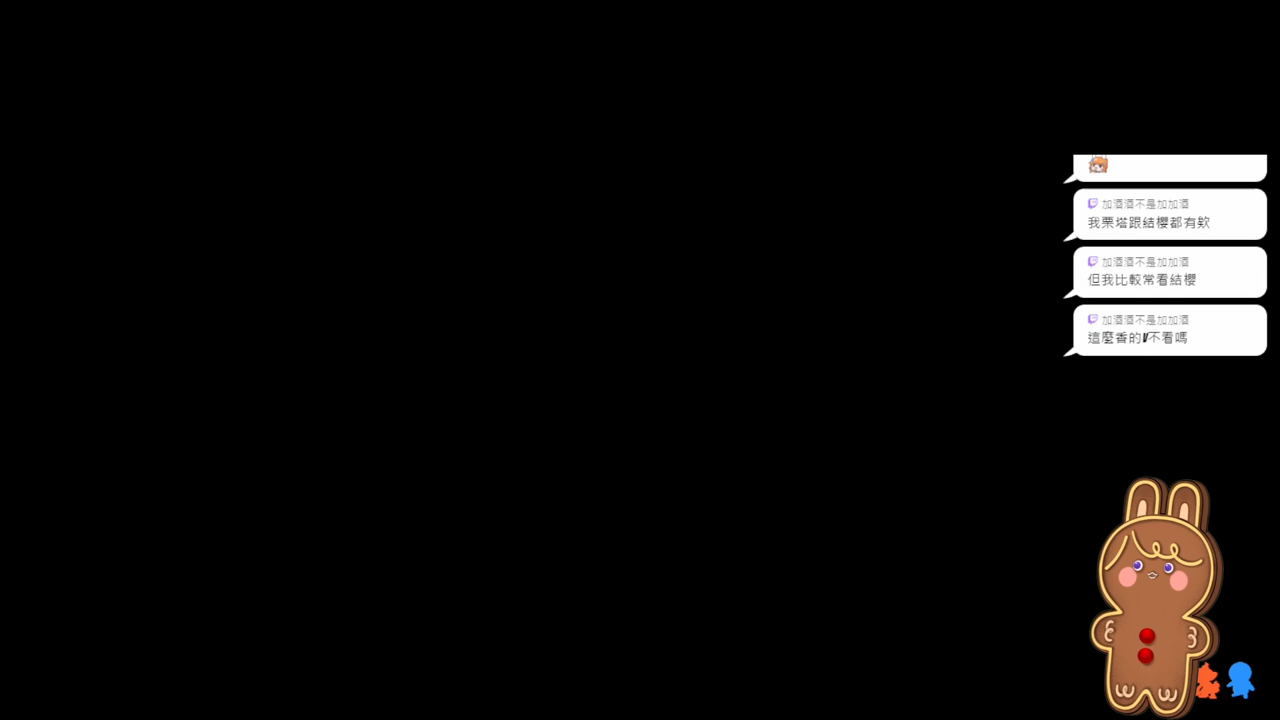 加酒酒不是加加酒
我栗塔跟結櫻都有欸
加酒酒不是加加酒
但我比較常看結櫻
加酒酒不是加加酒
這麼香的V不看嗎